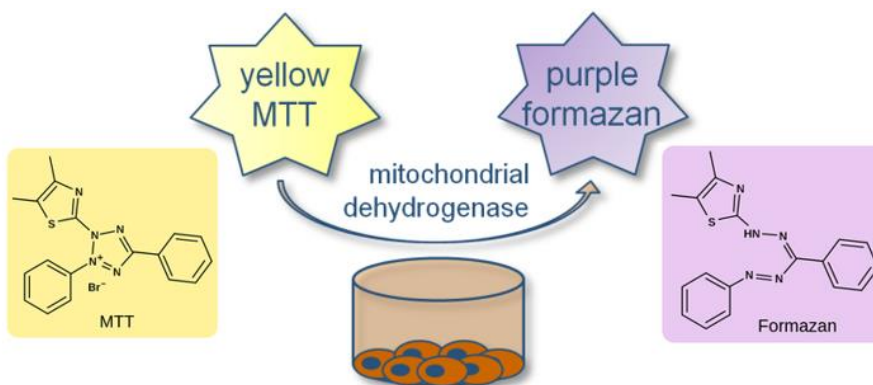 yellow
MTT
purple
formazan
mitochondrial
dehydrogenase
N
S
N
N
N+
N
Br−
MTT
N
S
HN
N
N
N
Formazan